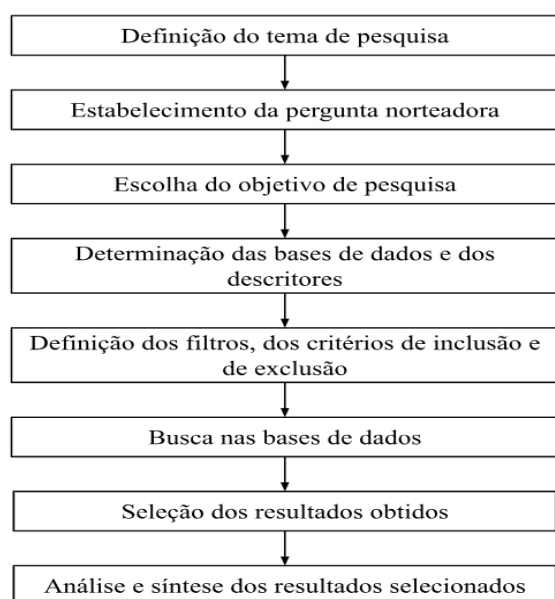 Definição do tema de pesquisa
Estabelecimento da pergunta norteadora
Escolha do objetivo de pesquisa
Determinação das bases de dados e dos
descritores
Definição dos filtros, dos critérios de inclusão e
de exclusão
Busca nas bases de dados
Seleção dos resultados obtidos
Análise e síntese dos resultados selecionados